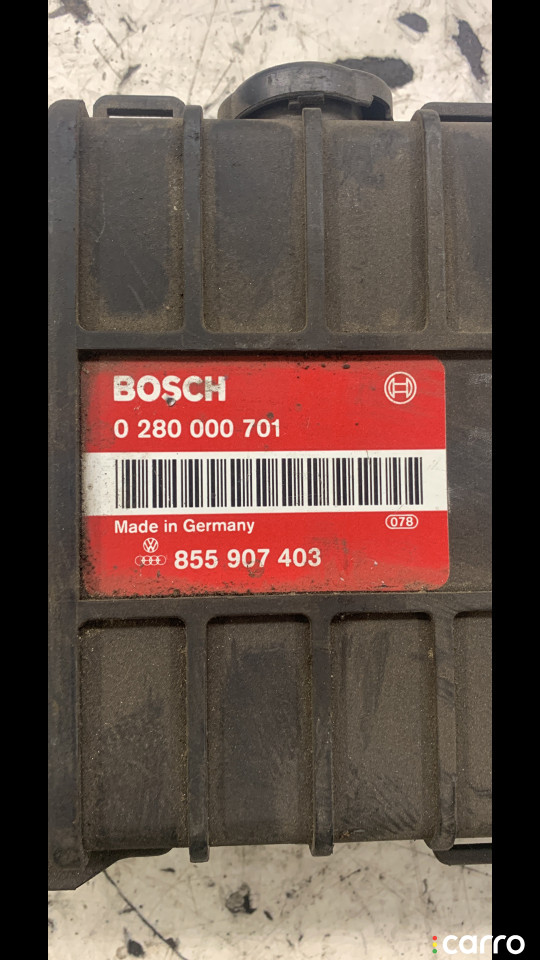 BOSCH
0 280 000 701
Made in Germany
078
855 907 403
carro